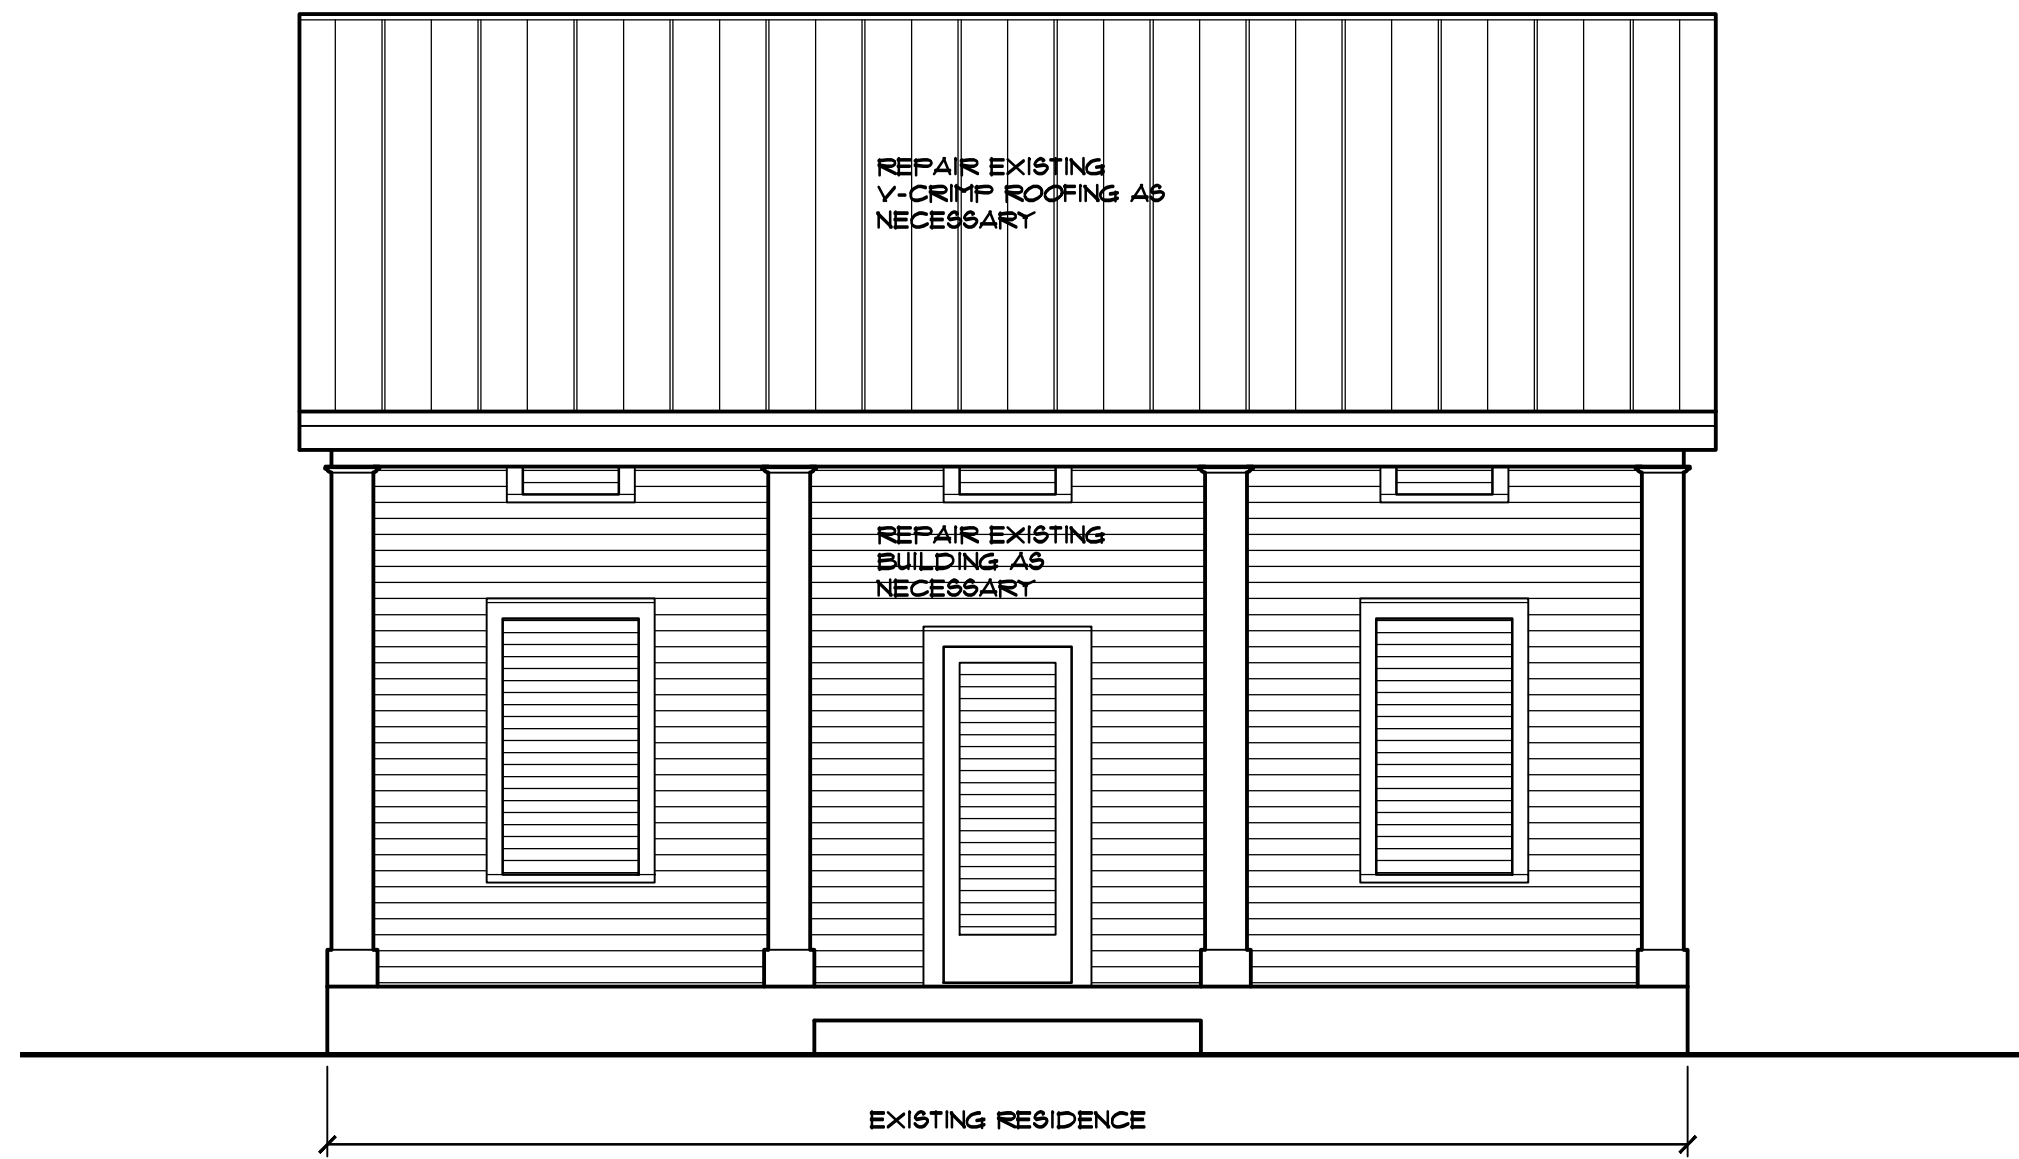 REPAIR EXISTING
V-CRIMP ROOFING AS
NECESSARY
REPAIR EXISTING
BUILDING AS
NECESSARY
EXISTING RESIDENCE